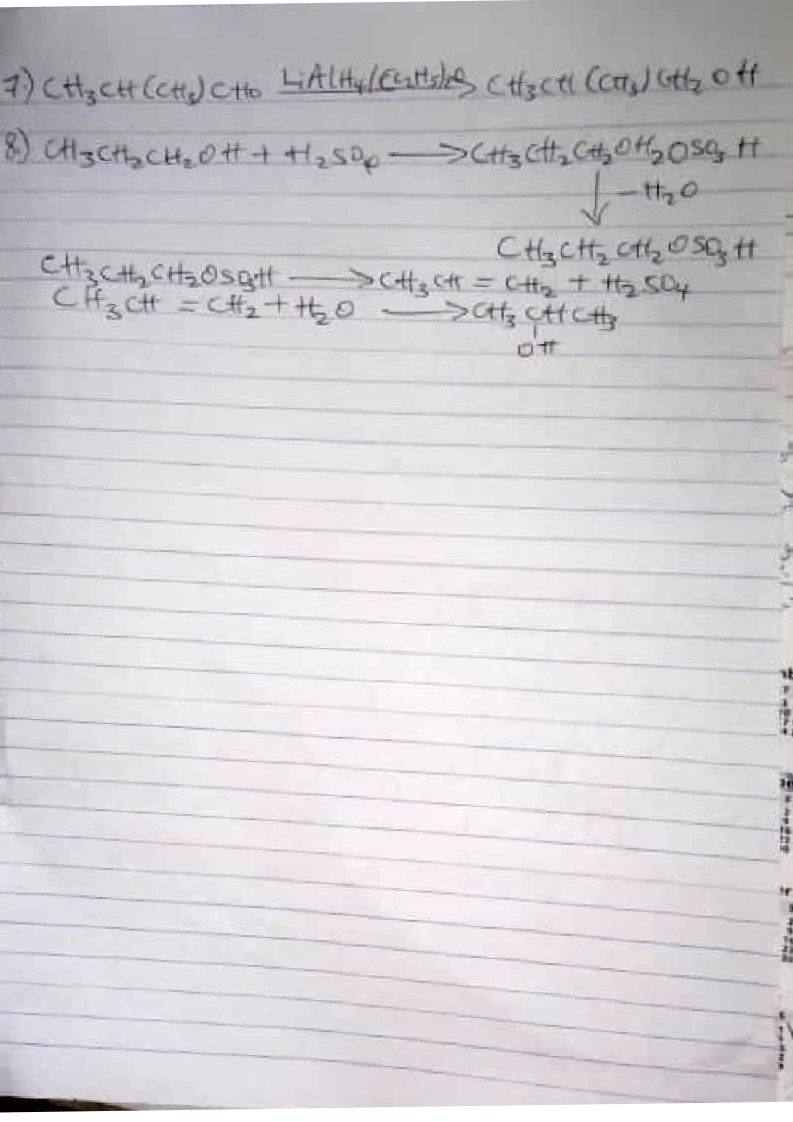 7.) CH3CH(CH3)CHO LiAlH4/(C2H5)2O CH3CH(CH3)CH2OH
8.) CH3CH2CH2OH + H2SO4 → CH3CH2CH2OH2OSO3H
↓ -H2O
CH3CH2CH2OSO3H
CH3CH2CH2OSO3H → CH3CH = CH2 + H2SO4
CH3CH = CH2 + H2O → CH3CHCH3
OH